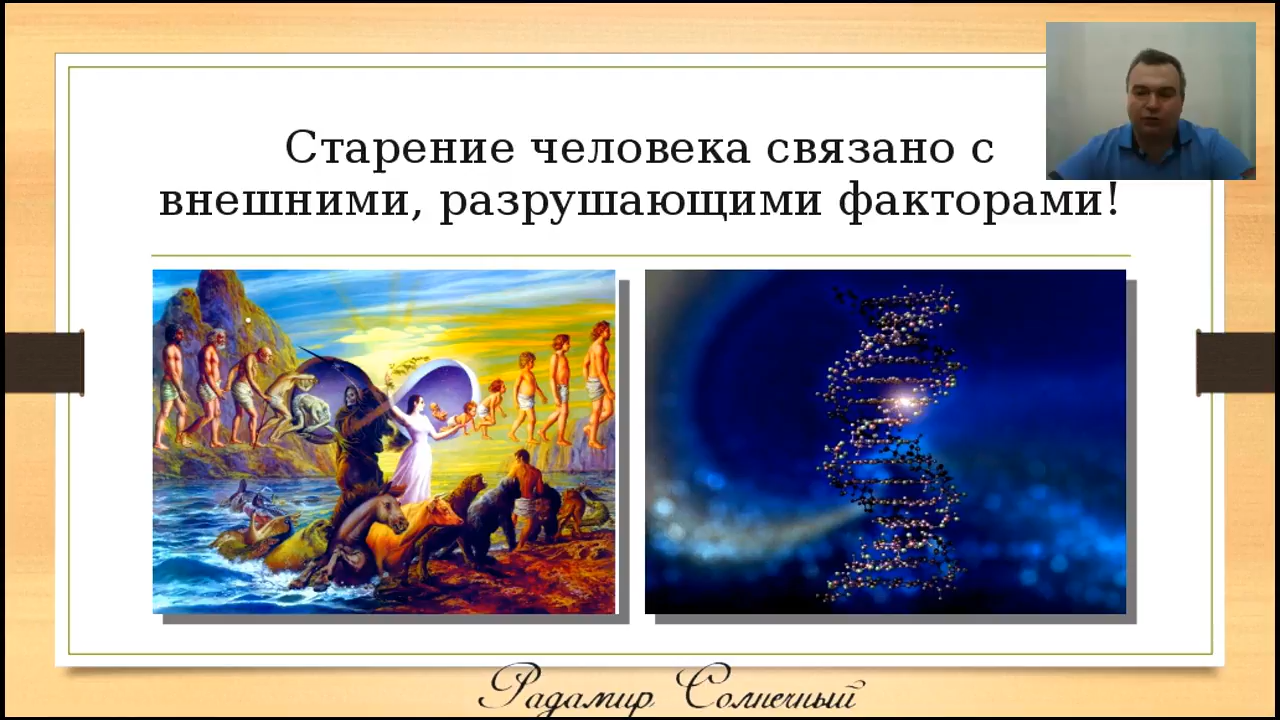 Старение человека связано с
внешними, разрушающими факторами!
Радамир Солнечный